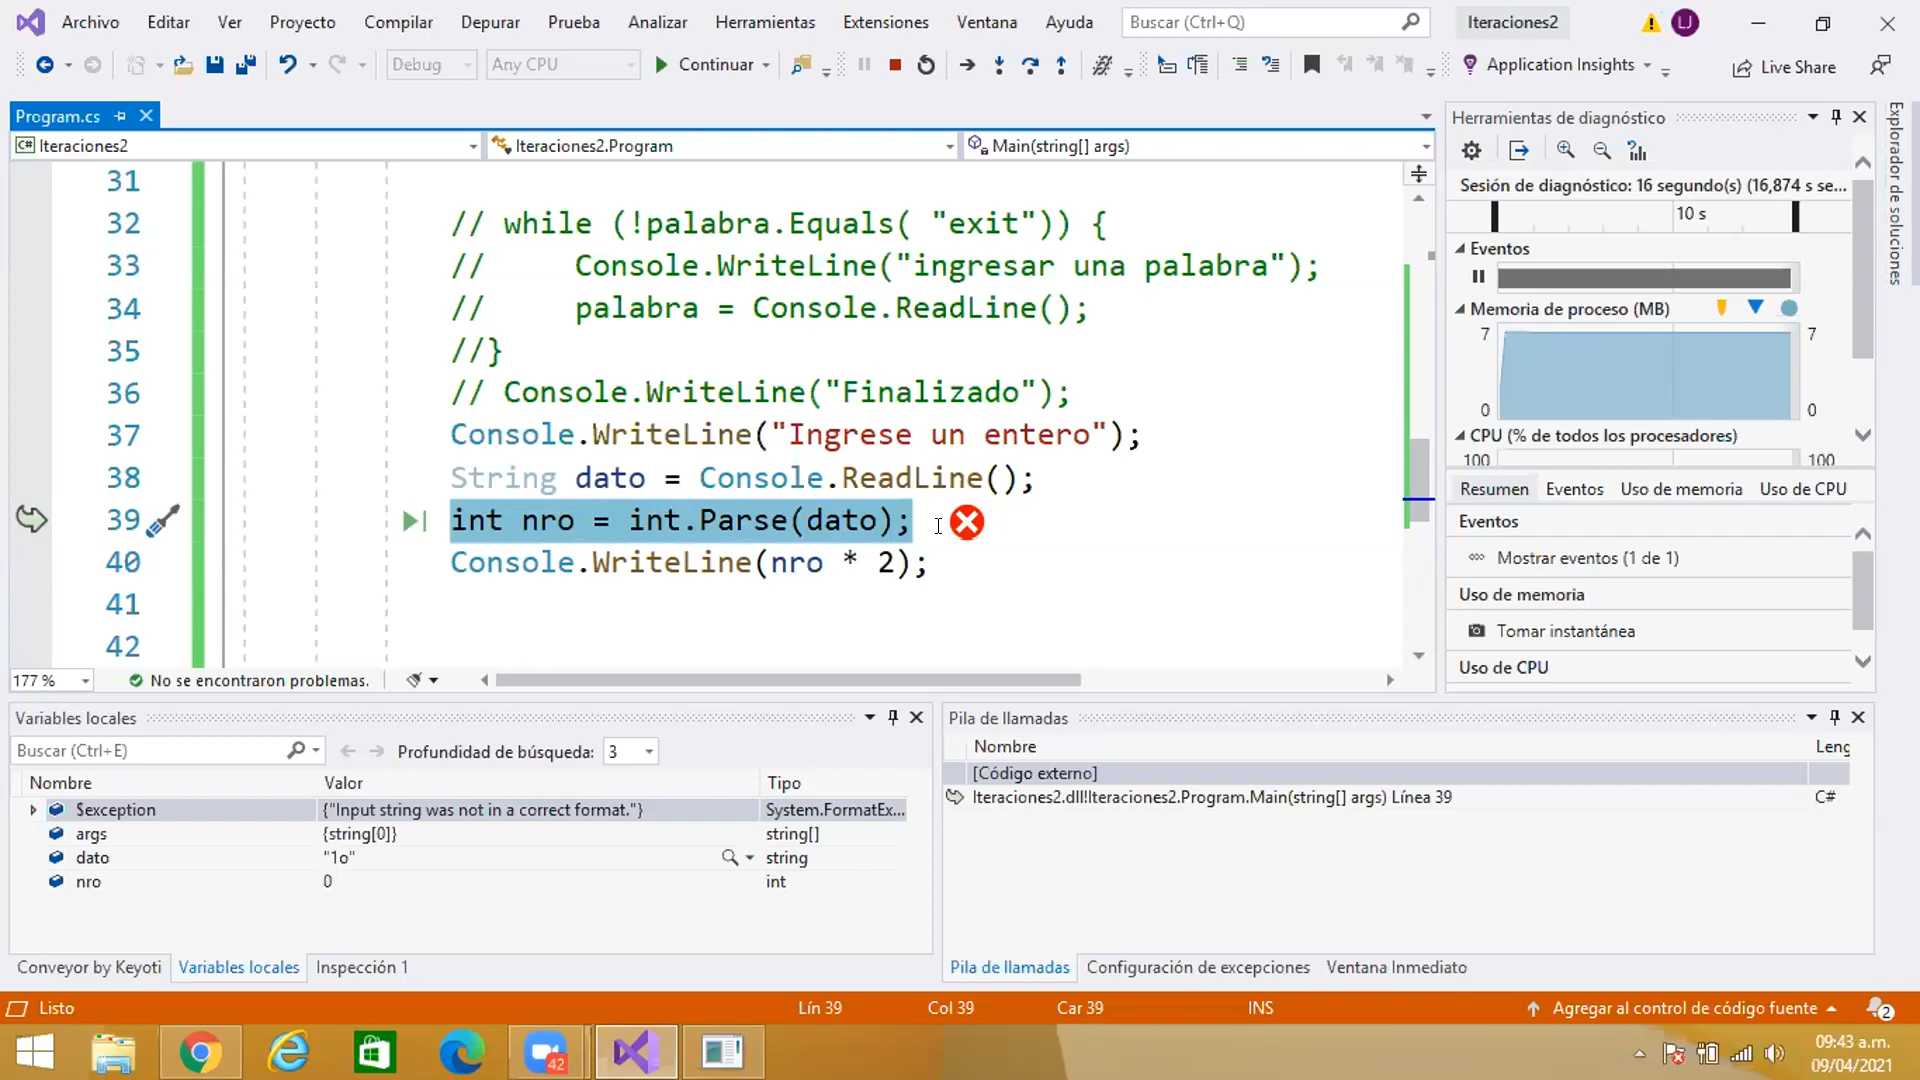 Archivo Editar Ver Proyecto Compilar Depurar Prueba Analizar Herramientas Extensiones Ventana Ayuda Buscar (Ctrl+Q) Iteraciones2 IJ
Debug Any CPU Continuar Application Insights Live Share
Program.cs
C# Iteraciones2 Iteraciones2.Program Main(string[] args)
31
32 // while (!palabra.Equals( "exit")) {
33 // Console.WriteLine("ingresar una palabra");
34 // palabra = Console.ReadLine();
35 //}
36 // Console.WriteLine("Finalizado");
37 Console.WriteLine("Ingrese un entero");
38 String dato = Console.ReadLine();
39 int nro = int.Parse(dato);
40 Console.WriteLine(nro * 2);
41
42
177 % No se encontraron problemas.
Herramientas de diagnóstico
Sesión de diagnóstico: 16 segundo(s) (16,874 s se...
10 s
Eventos
Memoria de proceso (MB)
7 7
0 0
CPU (% de todos los procesadores)
100 100
Resumen Eventos Uso de memoria Uso de CPU
Eventos
Mostrar eventos (1 de 1)
Uso de memoria
Tomar instantánea
Uso de CPU
Explorador de soluciones
Variables locales
Buscar (Ctrl+E) Profundidad de búsqueda: 3
Nombre Valor Tipo
$exception {"Input string was not in a correct format."} System.FormatEx...
args {string[0]} string[]
dato "1o" string
nro 0 int
Conveyor by Keyoti Variables locales Inspección 1
Pila de llamadas
Nombre Leng
[Código externo]
Iteraciones2.dll!Iteraciones2.Program.Main(string[] args) Línea 39 C#
Pila de llamadas Configuración de excepciones Ventana Inmediato
Listo Lín 39 Col 39 Car 39 INS Agregar al control de código fuente 2
42
09:43 a.m.
09/04/2021